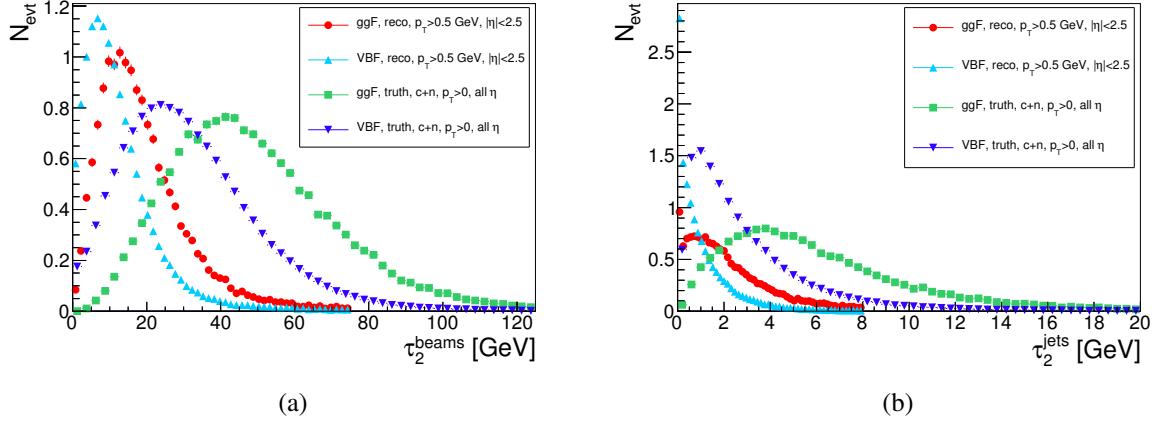 N_evt
1.2
1
0.8
0.6
0.4
0.2
0
0 20 40 60 80 100 120
τ_2^beams [GeV]
ggF, reco, p_T>0.5 GeV, |η|<2.5
VBF, reco, p_T>0.5 GeV, |η|<2.5
ggF, truth, c+n, p_T>0, all η
VBF, truth, c+n, p_T>0, all η
(a)
N_evt
2.5
2
1.5
1
0.5
0
0 2 4 6 8 10 12 14 16 18 20
τ_2^jets [GeV]
ggF, reco, p_T>0.5 GeV, |η|<2.5
VBF, reco, p_T>0.5 GeV, |η|<2.5
ggF, truth, c+n, p_T>0, all η
VBF, truth, c+n, p_T>0, all η
(b)